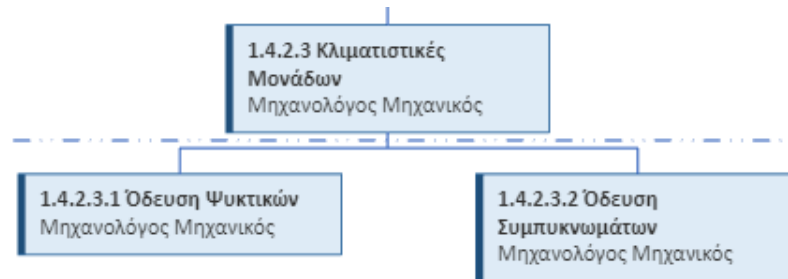 1.4.2.3 Κλιματιστικές
Μονάδων
Μηχανολόγος Μηχανικός
1.4.2.3.1 Όδευση Ψυκτικών
Μηχανολόγος Μηχανικός
1.4.2.3.2 Όδευση
Συμπυκνωμάτων
Μηχανολόγος Μηχανικός